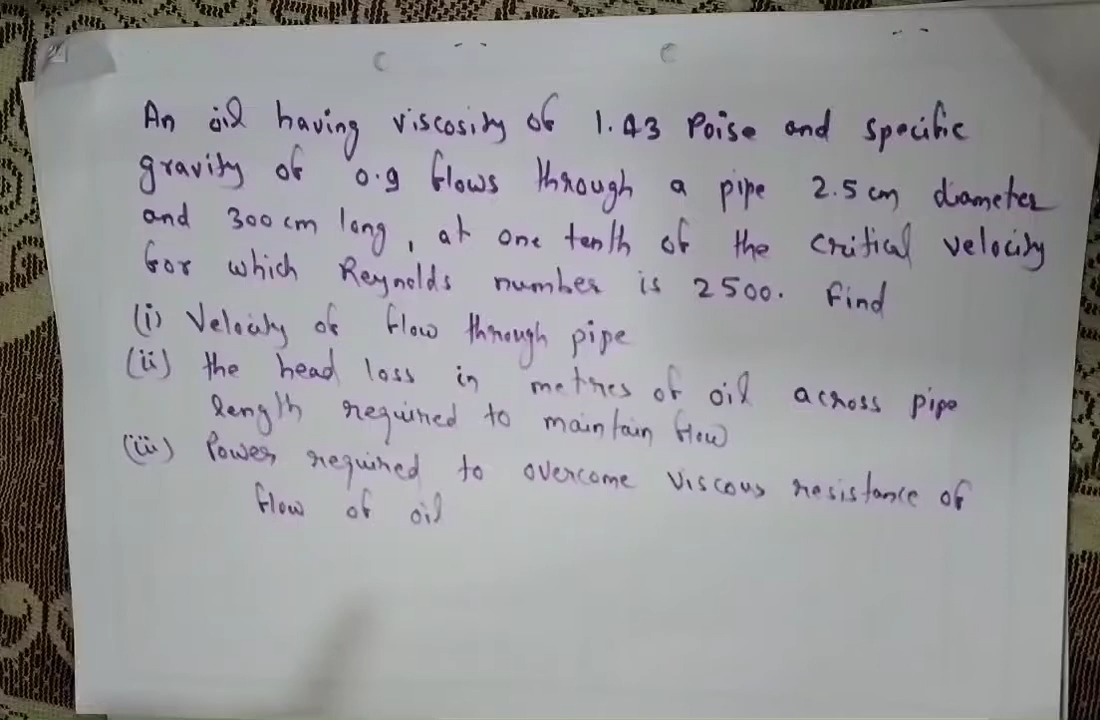 An oil having viscosity of 1.43 Poise and specific
gravity of 0.9 flows through a pipe 2.5 cm diameter
and 300 cm long, at one tenth of the critical velocity
for which Reynolds number is 2500. Find
(i) Velocity of flow through pipe
(ii) the head loss in metres of oil across pipe
length required to maintain flow
(iii) Power required to overcome viscous resistance of
flow of oil